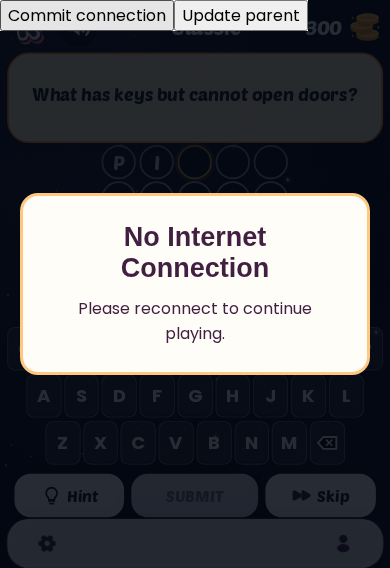 Commit connection Update parent
Classic 300
What has keys but cannot open doors?
P I
No Internet
Connection
Please reconnect to continue
playing.
A S D F G H J K L
Z X C V B N M
Hint SUBMIT Skip